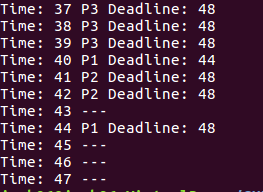 Time: 37 P3 Deadline: 48
Time: 38 P3 Deadline: 48
Time: 39 P3 Deadline: 48
Time: 40 P1 Deadline: 44
Time: 41 P2 Deadline: 48
Time: 42 P2 Deadline: 48
Time: 43 ---
Time: 44 P1 Deadline: 48
Time: 45 ---
Time: 46 ---
Time: 47 ---